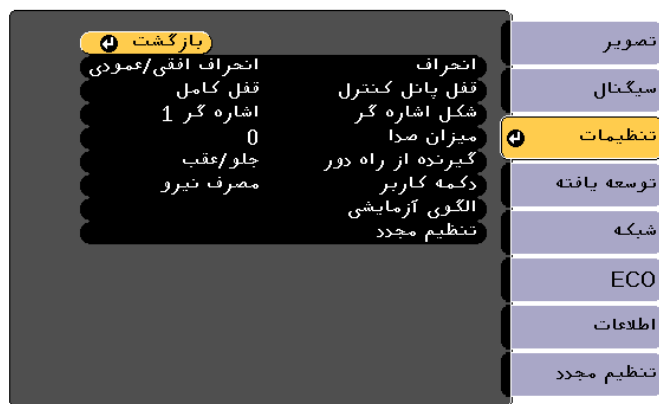 بازگشت
انحراف انحراف افقی/عمودی
قفل پانل کنترل قفل کامل
شکل اشاره گر اشاره گر 1
میزان صدا 0
گیرنده از راه دور جلو/عقب
دکمه کاربر مصرف نیرو
الگوی آزمایشی
تنظیم مجدد
تصویر
سیگنال
تنظیمات
توسعه یافته
شبکه
ECO
اطلاعات
تنظیم مجدد